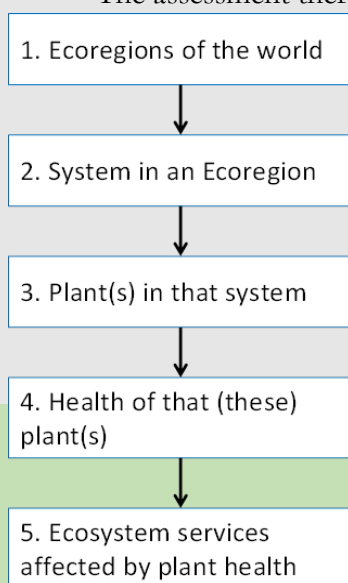 The assessment ther
1. Ecoregions of the world
2. System in an Ecoregion
3. Plant(s) in that system
4. Health of that (these)
plant(s)
5. Ecosystem services
affected by plant health